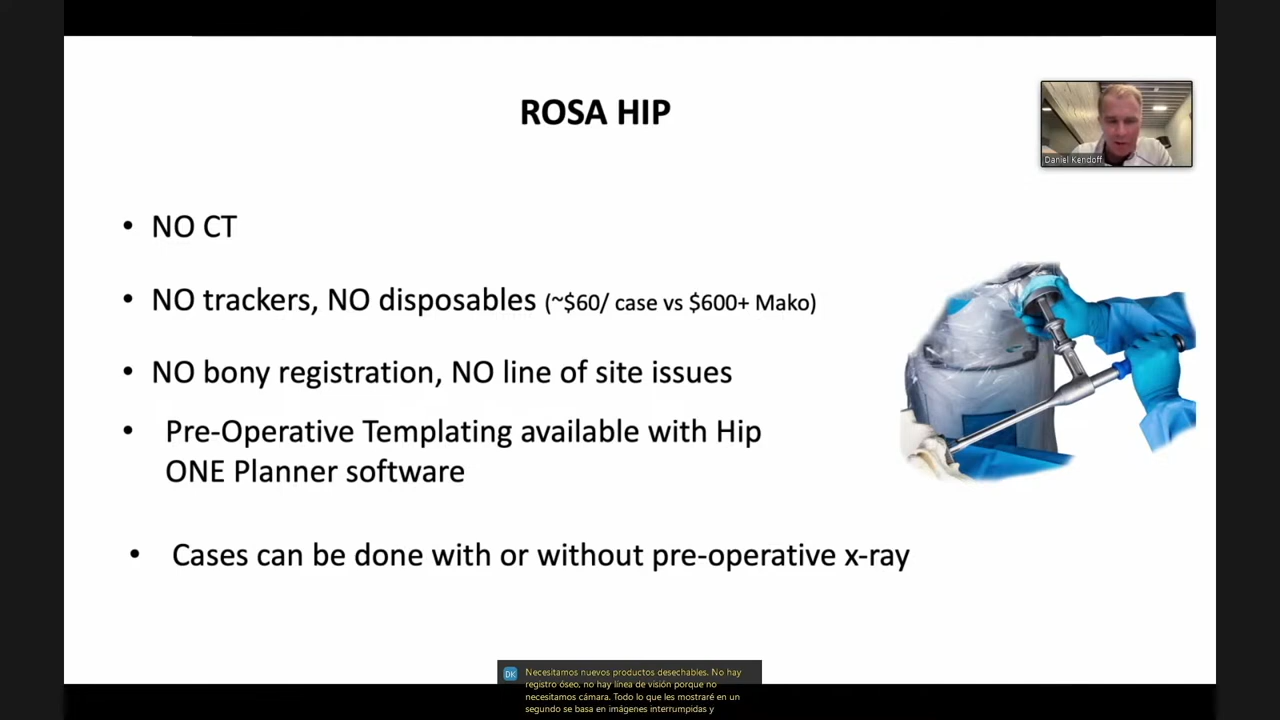 ROSA HIP
Daniel Kendoff
• NO CT
• NO trackers, NO disposables (~$60/ case vs $600+ Mako)
• NO bony registration, NO line of site issues
• Pre-Operative Templating available with Hip
ONE Planner software
• Cases can be done with or without pre-operative x-ray
DK
Necesitamos nuevos productos desechables. No hay
registro óseo, no hay línea de visión porque no
necesitamos cámara. Todo lo que les mostraré en un
segundo se basa en imágenes interrumpidas y